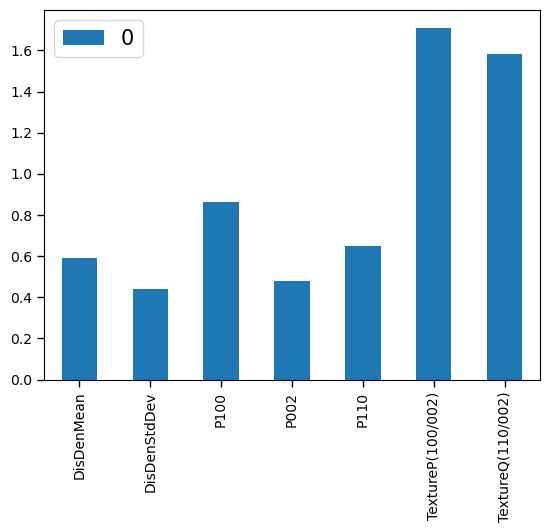 0
1.6
1.4
1.2
1.0
0.8
0.6
0.4
0.2
0.0
DisDenMean
DisDenStdDev
P100
P002
P110
TextureP(100/002)
TextureQ(110/002)